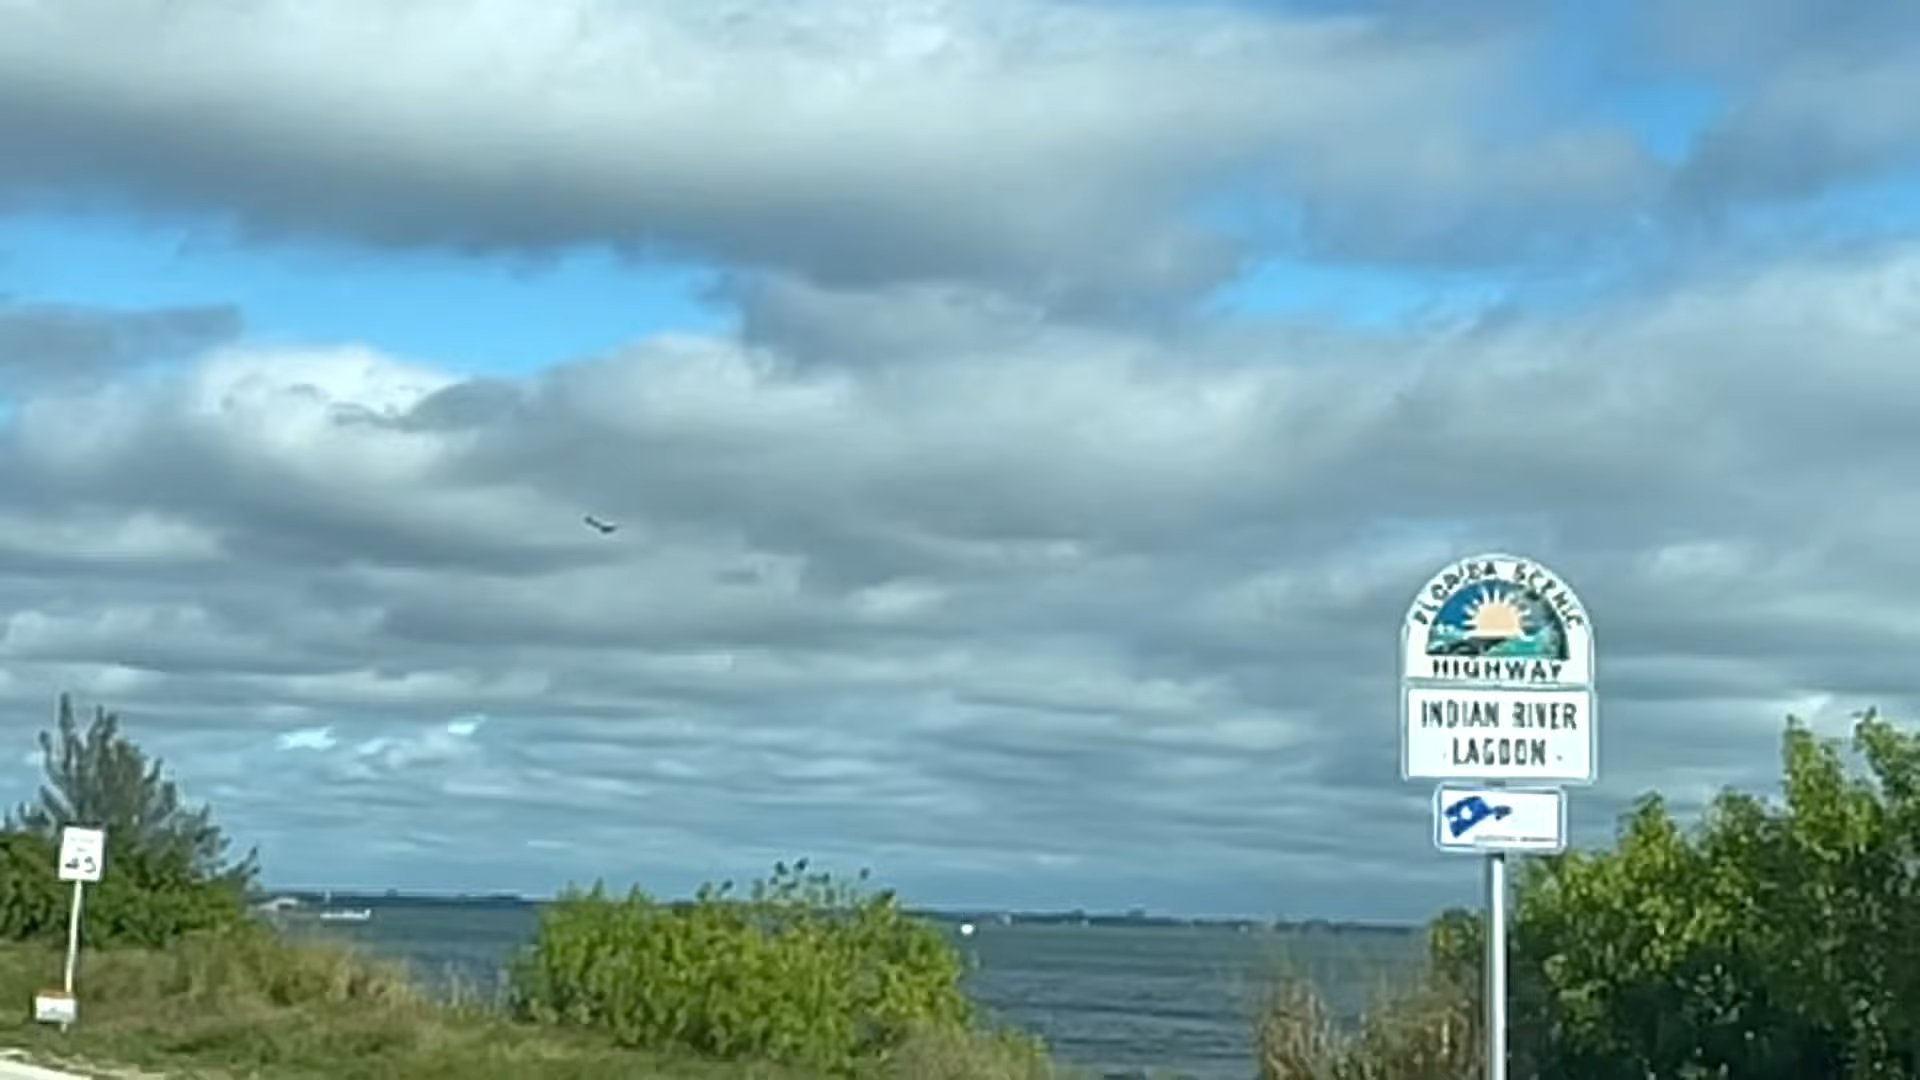 FLORIDA SCENIC
HIGHWAY
INDIAN RIVER
LAGOON
45